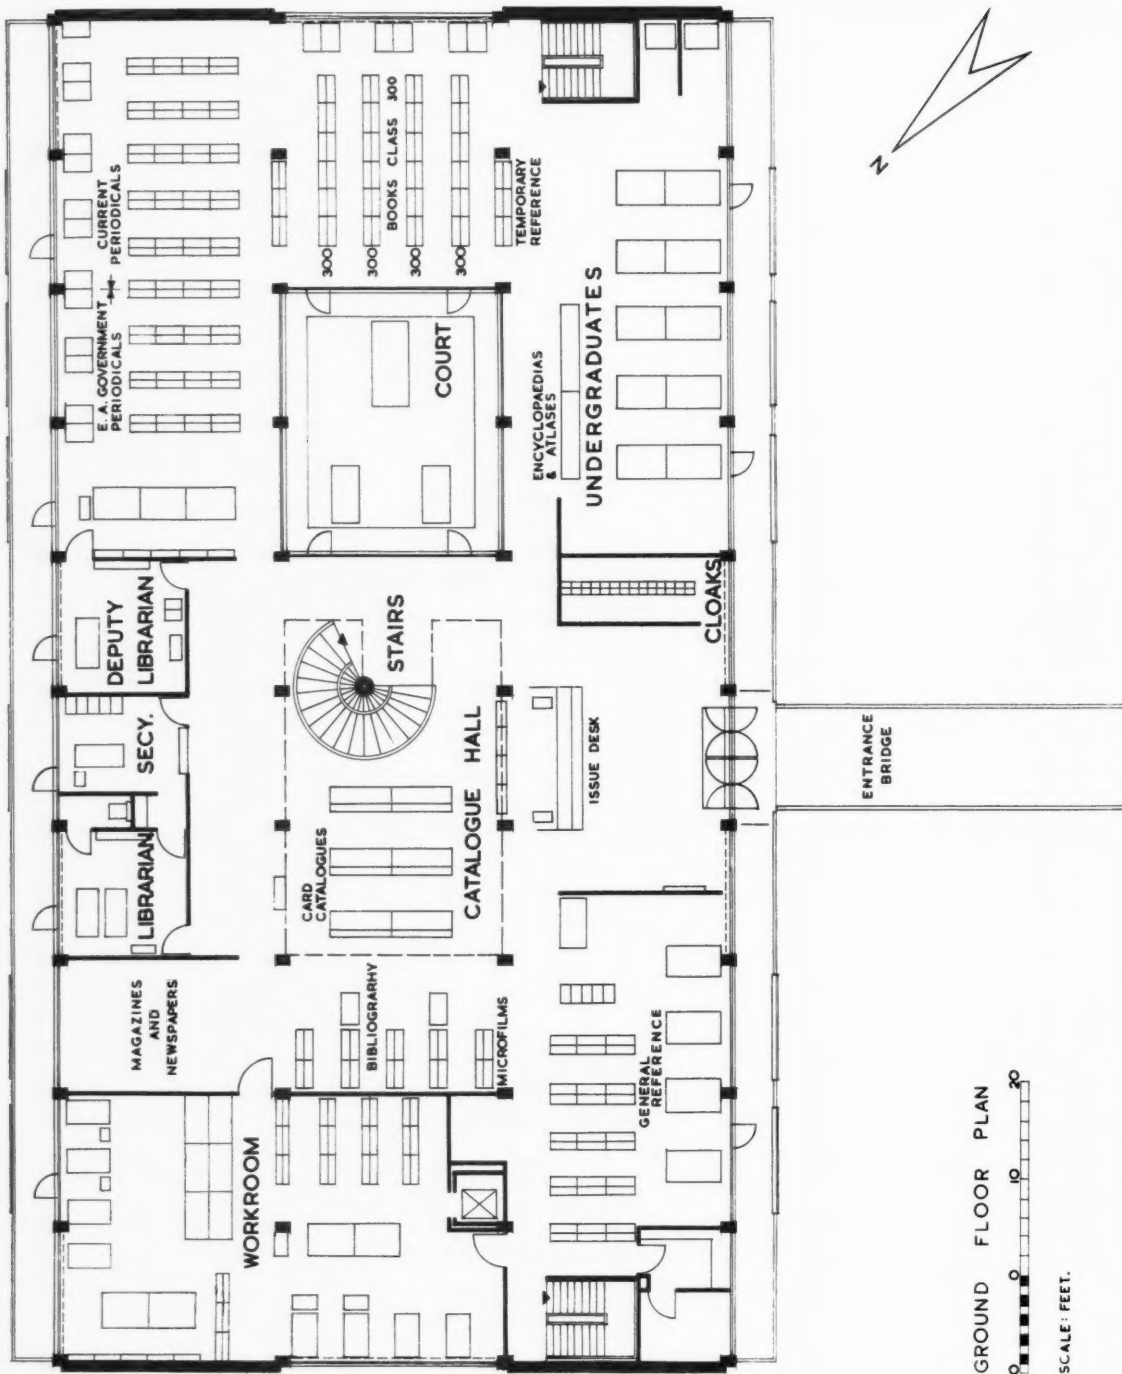 CURRENT
PERIODICALS
E. A. GOVERNMENT
PERIODICALS
BOOKS CLASS 300
300
300
300
300
TEMPORARY
REFERENCE
COURT
ENCYCLOPAEDIAS
& ATLASES
UNDERGRADUATES
DEPUTY
LIBRARIAN
SECY.
LIBRARIAN
STAIRS
CATALOGUE HALL
CARD
CATALOGUES
ISSUE DESK
CLOAKS
ENTRANCE
BRIDGE
MAGAZINES
AND
NEWSPAPERS
BIBLIOGRARHY
MICROFILMS
GENERAL
REFERENCE
WORKROOM
N
GROUND FLOOR PLAN
0 10 20
SCALE: FEET.